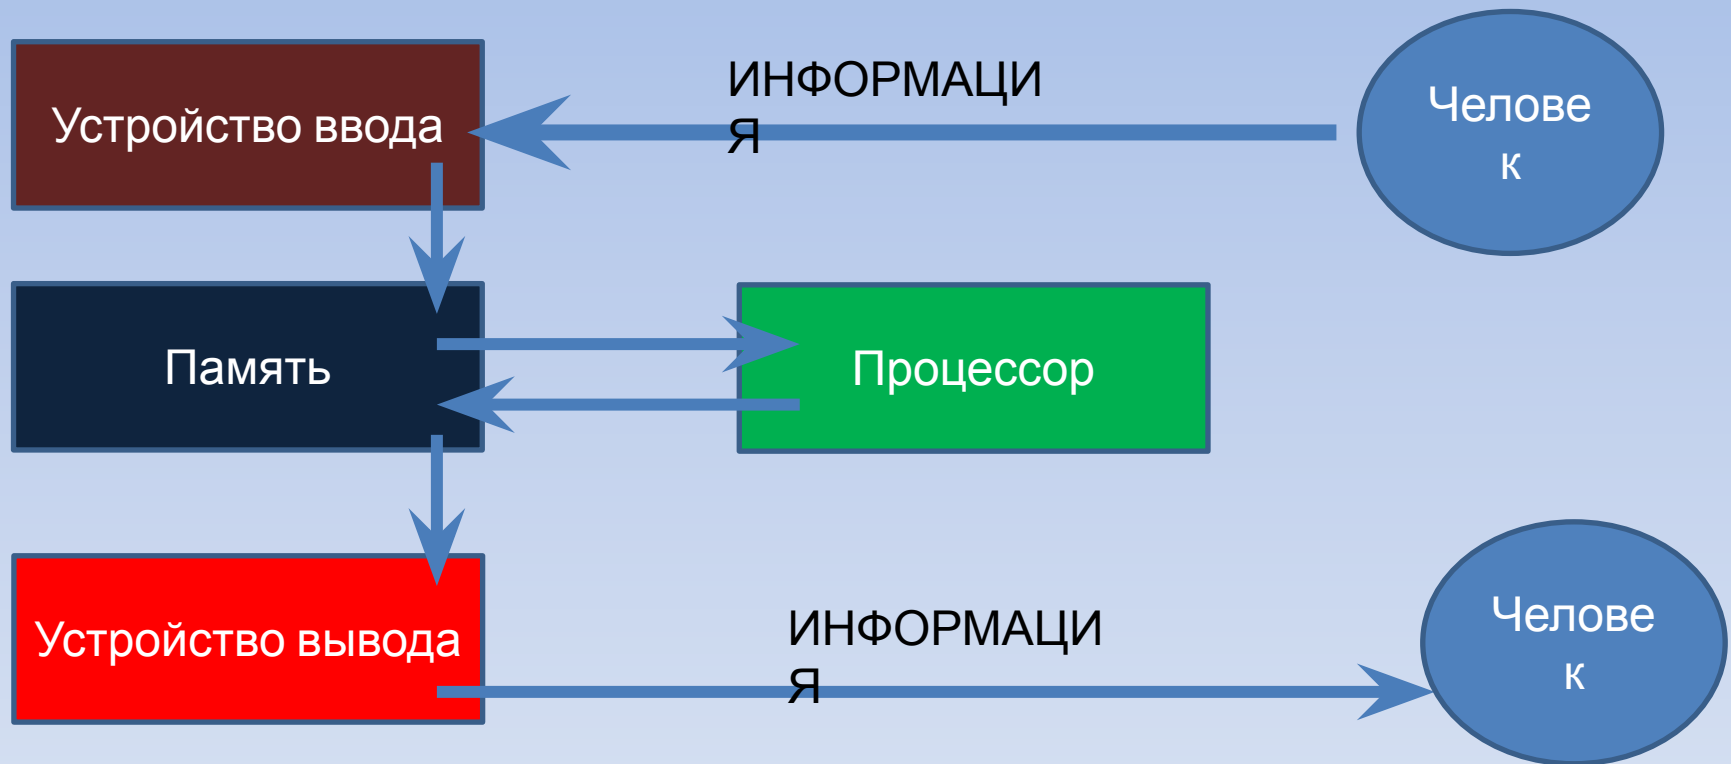 Устройство ввода
ИНФОРМАЦИ
Я
Челове
к
Память
Процессор
Устройство вывода
ИНФОРМАЦИ
Я
Челове
к